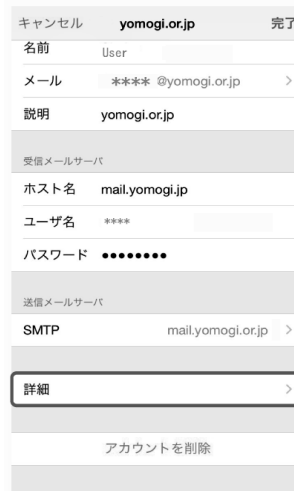 キャンセル yomogi.or.jp 完了
名前 User
メール **** @yomogi.or.jp >
説明 yomogi.or.jp
受信メールサーバ
ホスト名 mail.yomogi.jp
ユーザ名 ****
パスワード ●●●●●●●●
送信メールサーバ
SMTP mail.yomogi.or.jp >
詳細 >
アカウントを削除